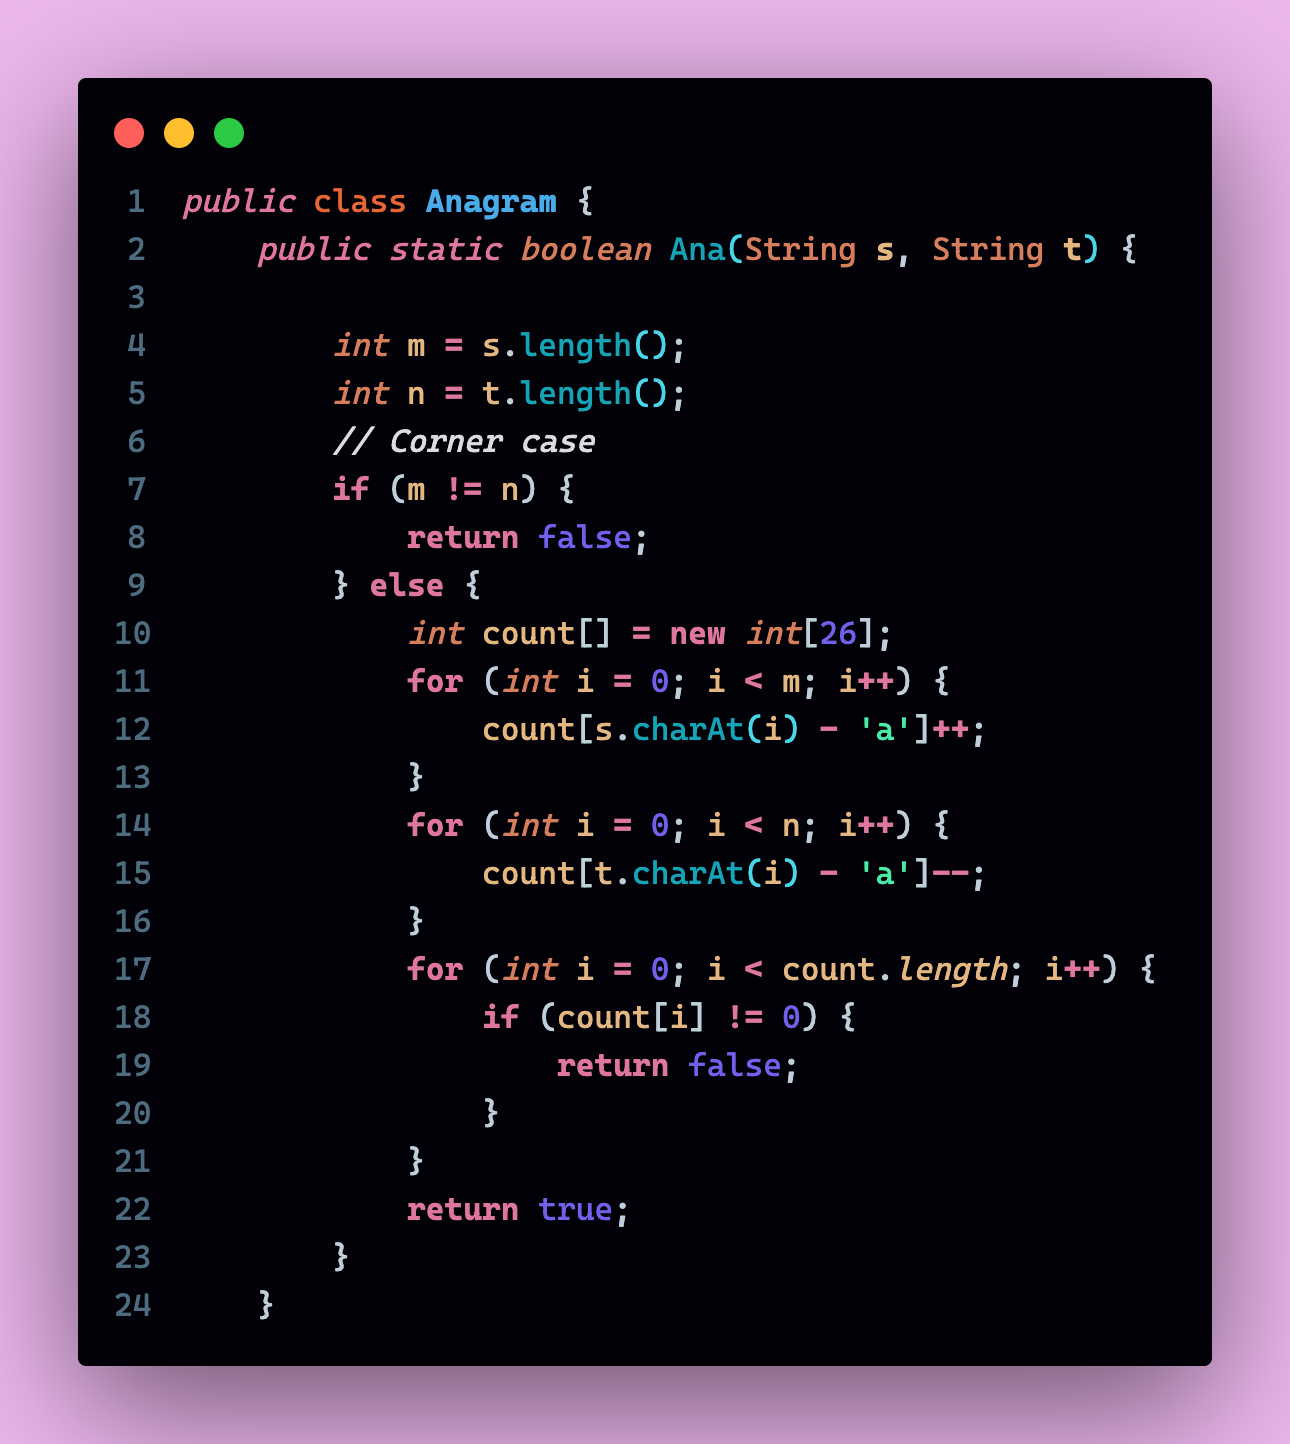 1 public class Anagram {
2     public static boolean Ana(String s, String t) {
3
4         int m = s.length();
5         int n = t.length();
6         // Corner case
7         if (m != n) {
8             return false;
9         } else {
10             int count[] = new int[26];
11             for (int i = 0; i < m; i++) {
12                 count[s.charAt(i) - 'a']++;
13             }
14             for (int i = 0; i < n; i++) {
15                 count[t.charAt(i) - 'a']--;
16             }
17             for (int i = 0; i < count.length; i++) {
18                 if (count[i] != 0) {
19                     return false;
20                 }
21             }
22             return true;
23         }
24     }